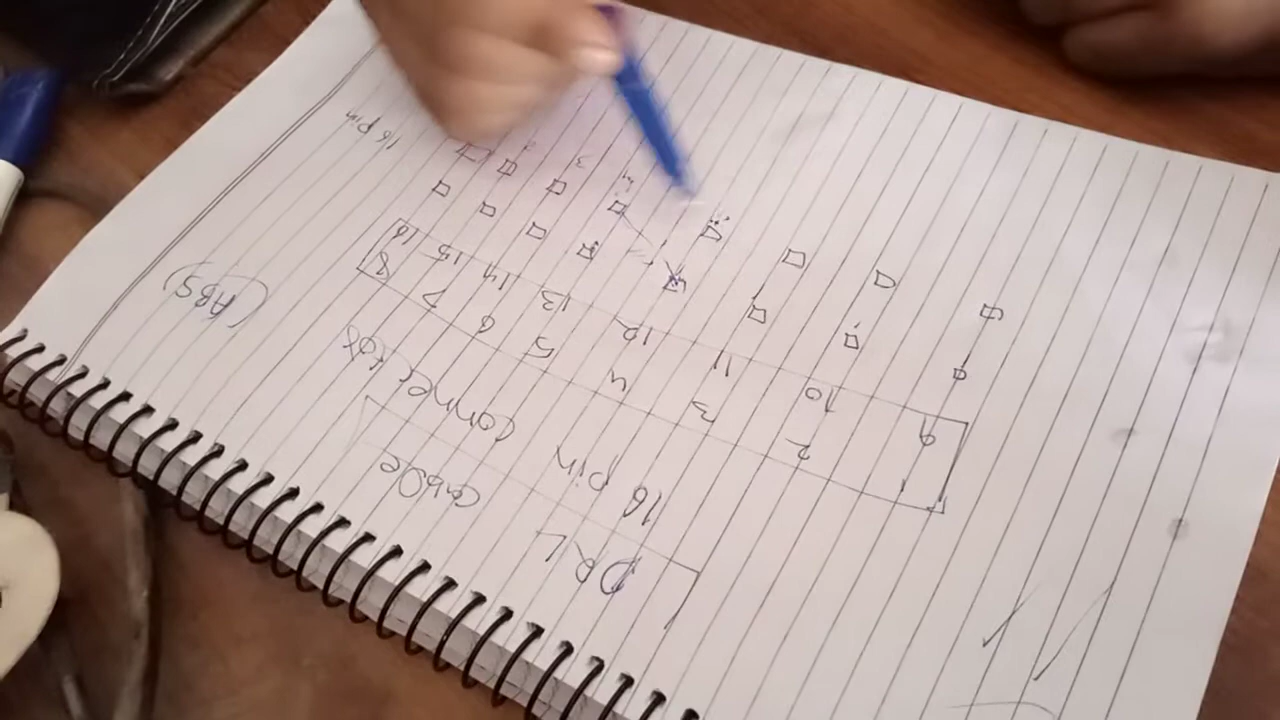 DRL cable
16 pin connector
(ABS)
1 2 3 4 5 6 7 8
9 10 11 12 13 14 15 16
16 pin
3